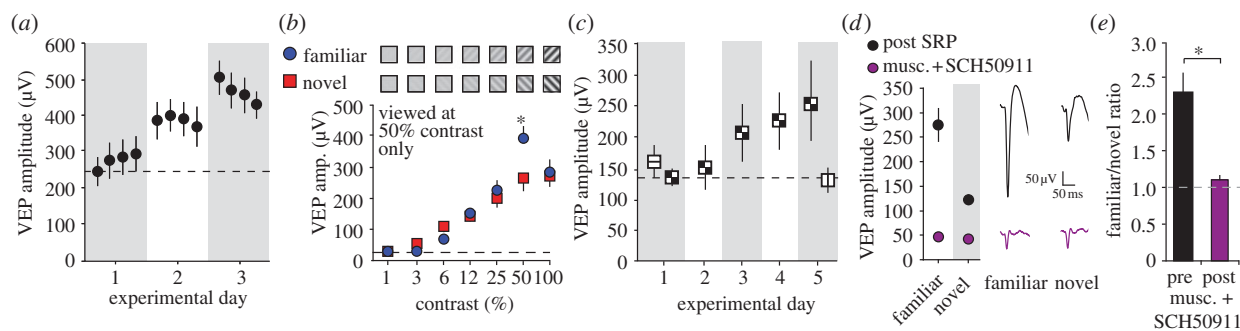 (a)
600
500
400
300
200
100
0
VEP amplitude (µV)
1 2 3
experimental day
(b)
familiar
novel
viewed at
50% contrast
only
*
500
400
300
200
100
0
VEP amp. (µV)
1 3 6 12 25 50 100
contrast (%)
(c)
350
300
250
200
150
100
50
0
VEP amplitude (µV)
1 2 3 4 5
experimental day
(d)
post SRP
musc. + SCH50911
350
300
250
200
150
100
50
0
VEP amplitude (µV)
familiar
novel
50 µV
50 ms
familiar novel
(e)
3.0
2.5
2.0
1.5
1.0
0.5
0
familiar/novel ratio
*
pre post
musc. +
SCH50911